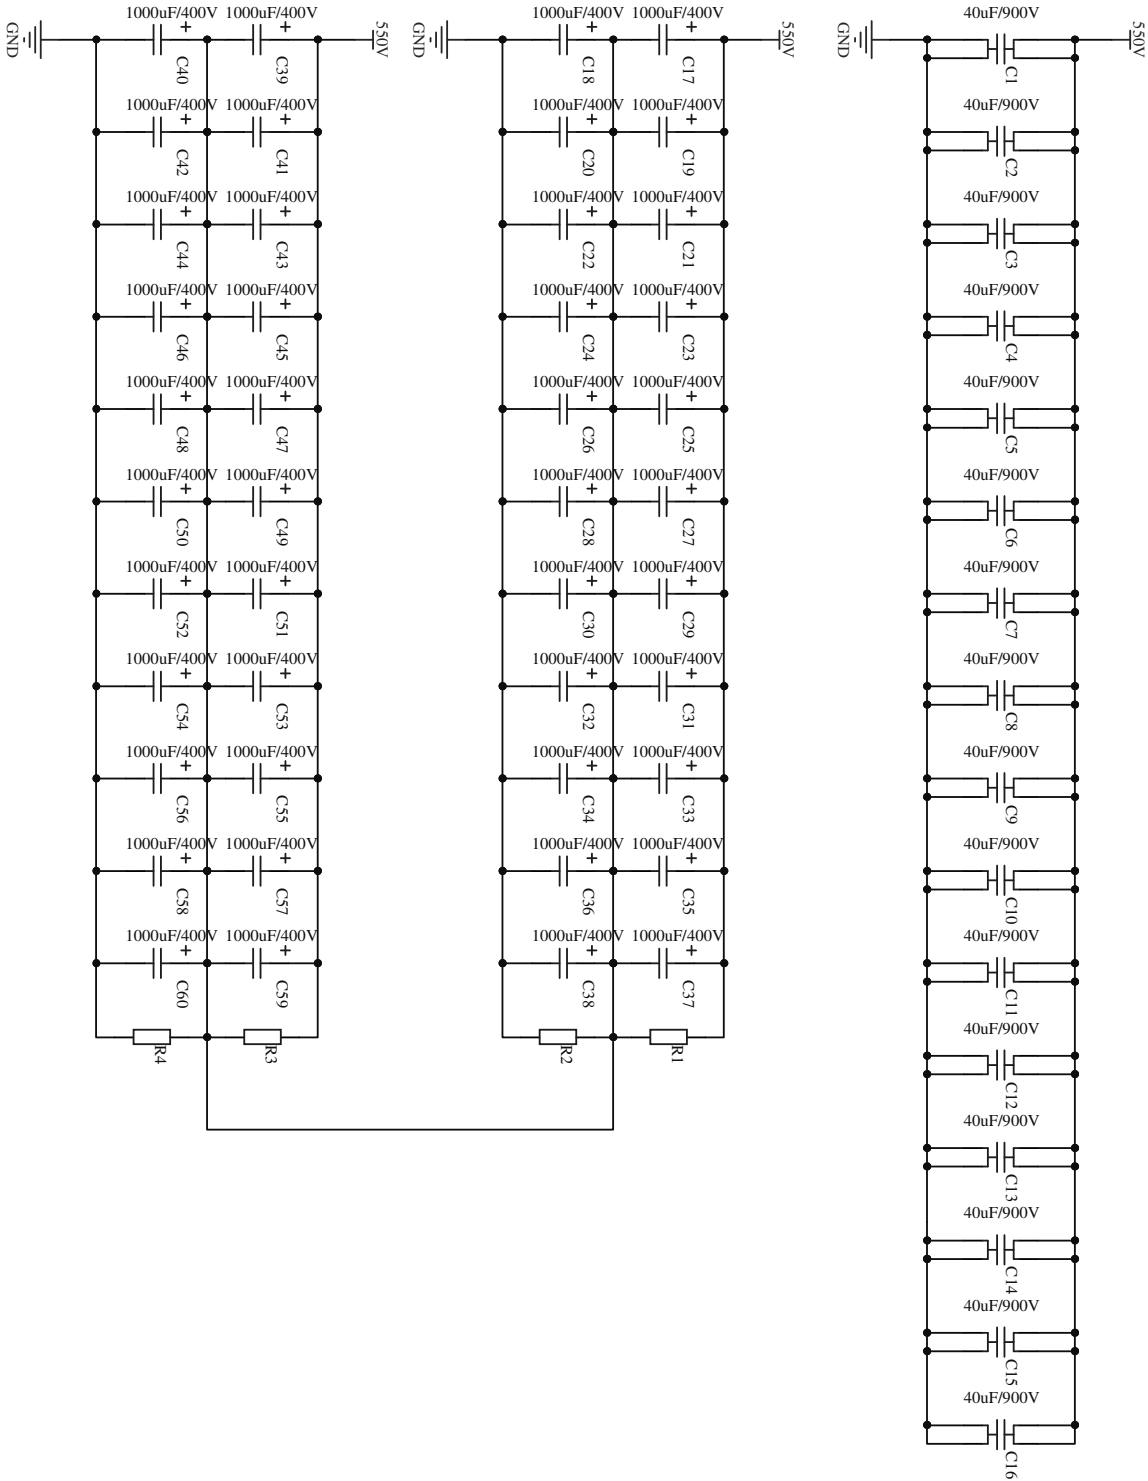 1000uF/400V 1000uF/400V 1000uF/400V 1000uF/400V 40uF/900V
GND 550V GND 550V GND 550V
C40 C39 C18 C17 C1
1000uF/400V 1000uF/400V 1000uF/400V 1000uF/400V 40uF/900V
C42 C41 C20 C19 C2
1000uF/400V 1000uF/400V 1000uF/400V 1000uF/400V 40uF/900V
C44 C43 C22 C21 C3
1000uF/400V 1000uF/400V 1000uF/400V 1000uF/400V 40uF/900V
C46 C45 C24 C23 C4
1000uF/400V 1000uF/400V 1000uF/400V 1000uF/400V 40uF/900V
C48 C47 C26 C25 C5
1000uF/400V 1000uF/400V 1000uF/400V 1000uF/400V 40uF/900V
C50 C49 C28 C27 C6
1000uF/400V 1000uF/400V 1000uF/400V 1000uF/400V 40uF/900V
C52 C51 C30 C29 C7
1000uF/400V 1000uF/400V 1000uF/400V 1000uF/400V 40uF/900V
C54 C53 C32 C31 C8
1000uF/400V 1000uF/400V 1000uF/400V 1000uF/400V 40uF/900V
C56 C55 C34 C33 C9
1000uF/400V 1000uF/400V 1000uF/400V 1000uF/400V 40uF/900V
C58 C57 C36 C35 C10
1000uF/400V 1000uF/400V 1000uF/400V 1000uF/400V 40uF/900V
C60 C59 C38 C37 C11
R4 R3 R2 R1
40uF/900V
C12
40uF/900V
C13
40uF/900V
C14
40uF/900V
C15
40uF/900V
C16